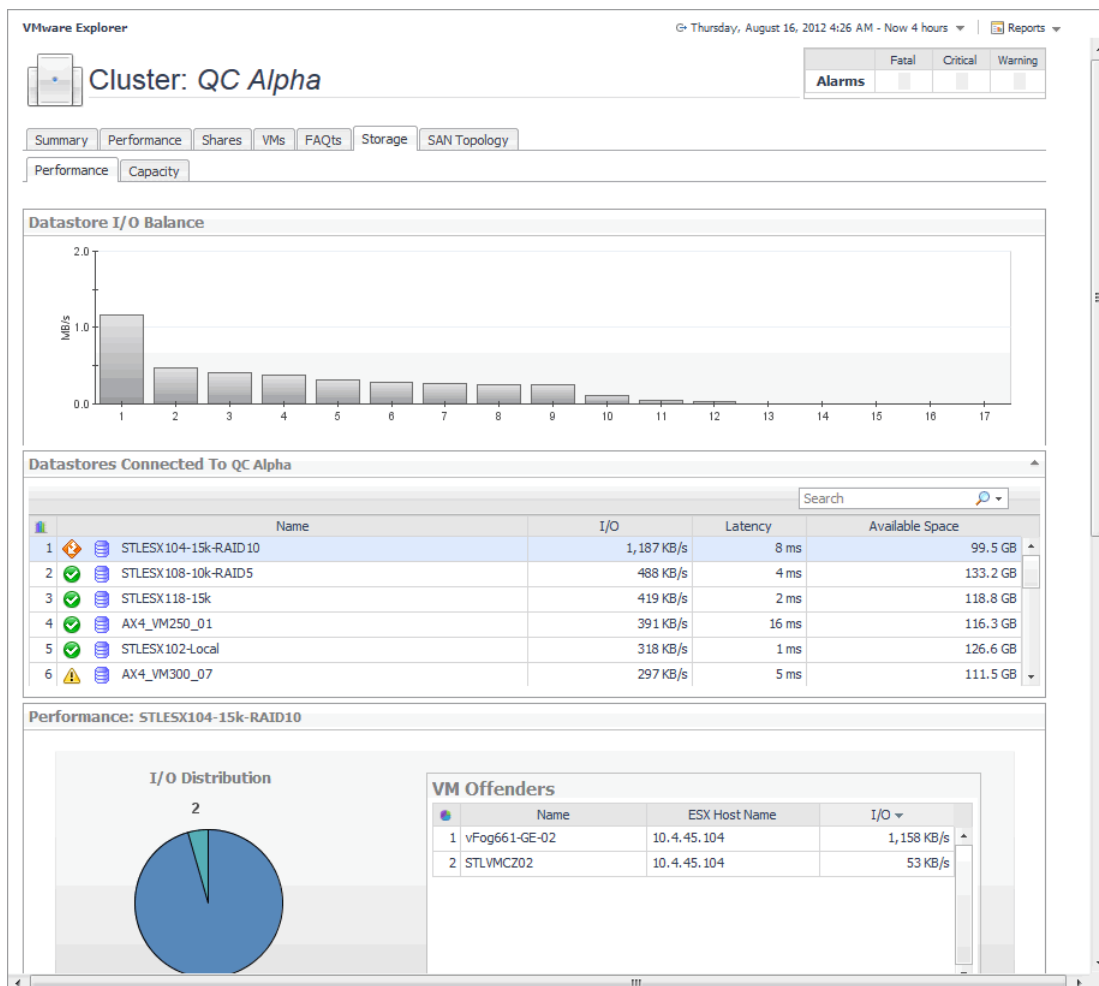 VMware Explorer
Thursday, August 16, 2012 4:26 AM - Now 4 hours
Reports
Cluster: QC Alpha
Fatal Critical Warning
Alarms
Summary Performance Shares VMs FAQts Storage SAN Topology
Performance Capacity
Datastore I/O Balance
2.0
MB/s
1.0
0.0
1 2 3 4 5 6 7 8 9 10 11 12 13 14 15 16 17
Datastores Connected To QC Alpha
Search
Name I/O Latency Available Space
1 STLESX104-15k-RAID10 1,187 KB/s 8 ms 99.5 GB
2 STLESX108-10k-RAID5 488 KB/s 4 ms 133.2 GB
3 STLESX118-15k 419 KB/s 2 ms 118.8 GB
4 AX4_VM250_01 391 KB/s 16 ms 116.3 GB
5 STLESX102-Local 318 KB/s 1 ms 126.6 GB
6 AX4_VM300_07 297 KB/s 5 ms 111.5 GB
Performance: STLESX104-15k-RAID10
I/O Distribution
2
VM Offenders
Name ESX Host Name I/O
1 vFog661-GE-02 10.4.45.104 1,158 KB/s
2 STLVMCZ02 10.4.45.104 53 KB/s